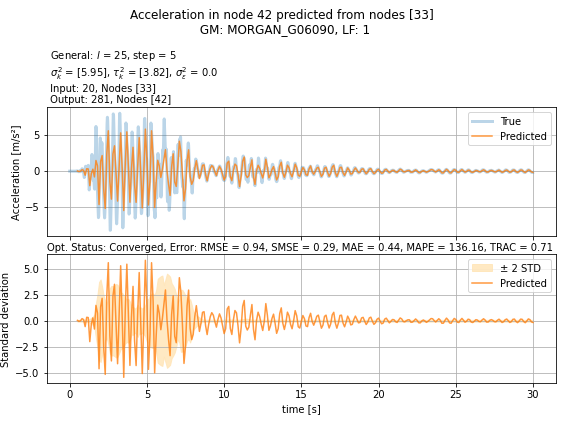 Acceleration in node 42 predicted from nodes [33]
GM: MORGAN_G06090, LF: 1
General: l = 25, step = 5
σ²ₖ = [5.95], τ²ₖ = [3.82], σ²ε = 0.0
Input: 20, Nodes [33]
Output: 281, Nodes [42]
Acceleration [m/s²]
5
0
−5
True
Predicted
Opt. Status: Converged, Error: RMSE = 0.94, SMSE = 0.29, MAE = 0.44, MAPE = 136.16, TRAC = 0.71
Standard deviation
5.0
2.5
0.0
−2.5
−5.0
± 2 STD
Predicted
0 5 10 15 20 25 30
time [s]